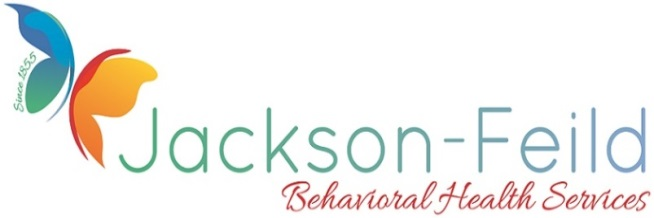 Since 1855
Jackson-Feild
Behavioral Health Services